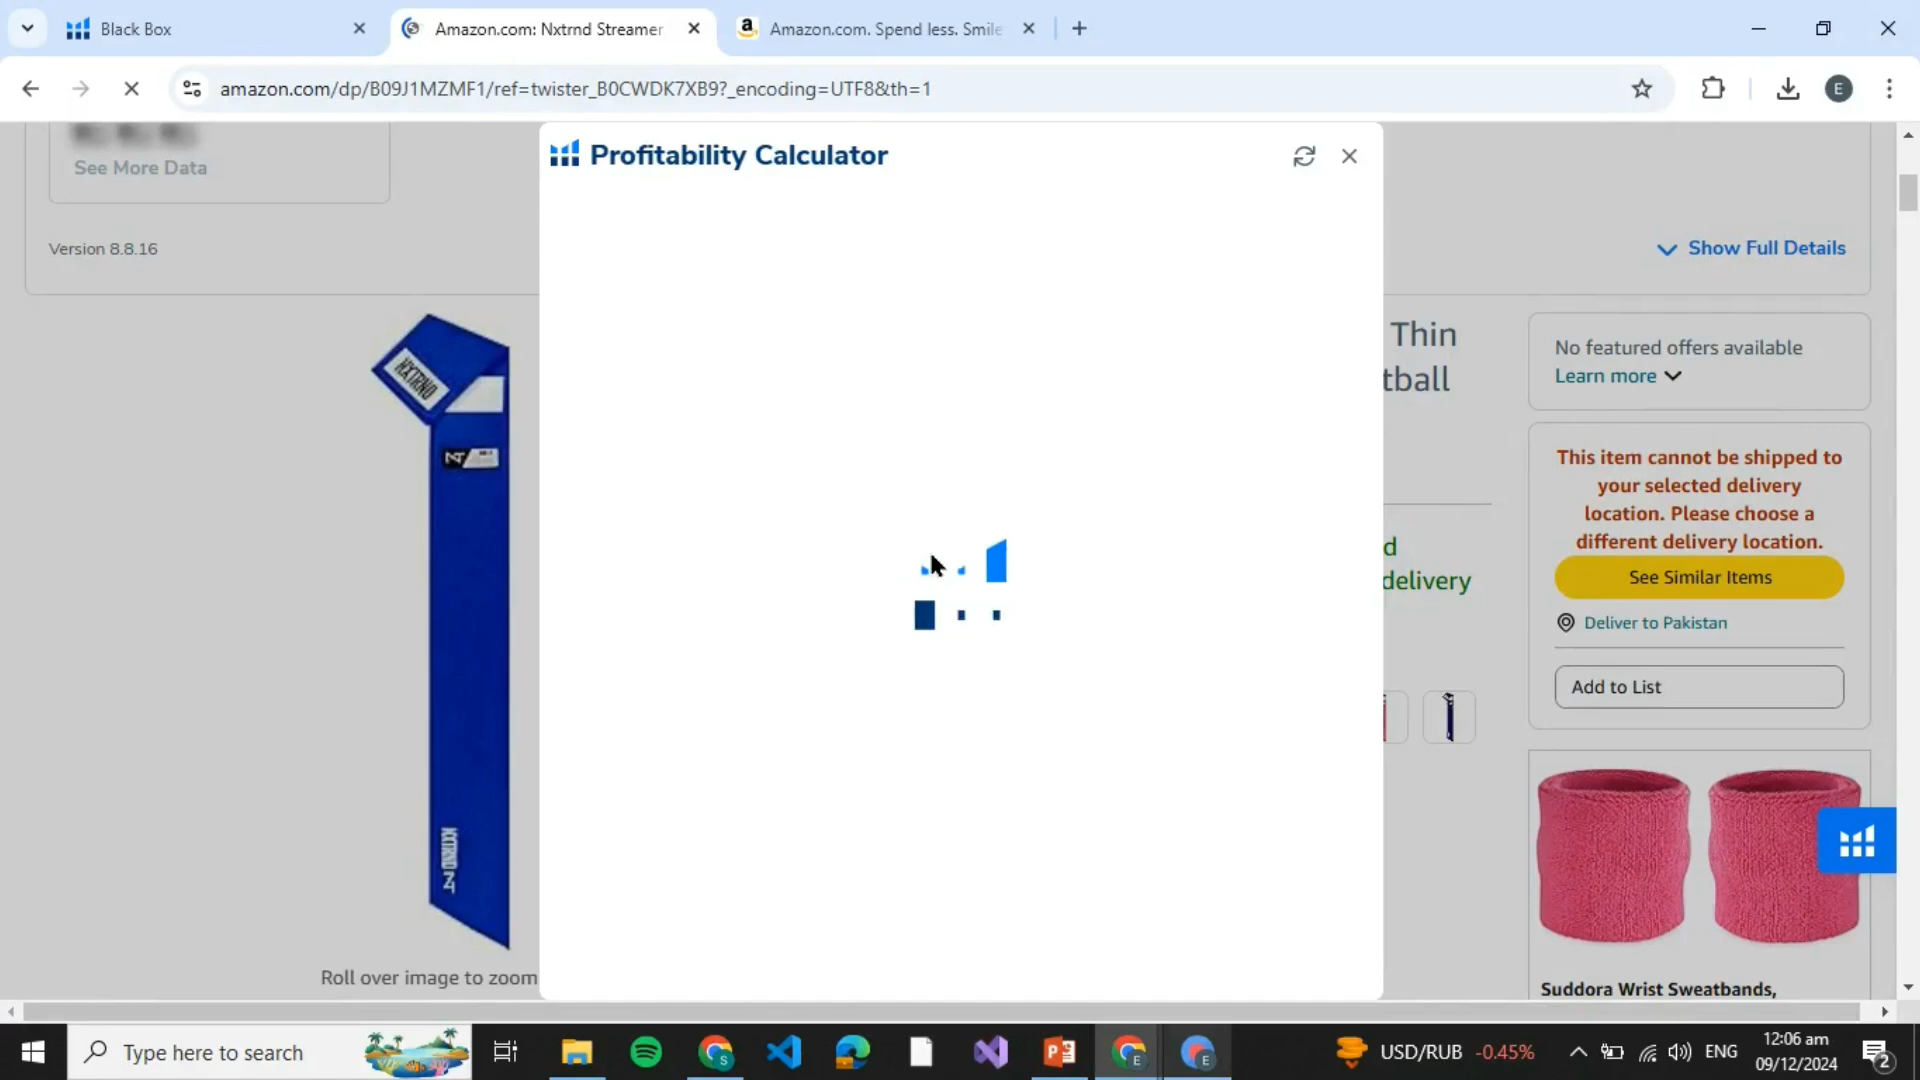 Black Box
Amazon.com: Nxtrnd Streamer
Amazon.com. Spend less. Smile
amazon.com/dp/B09J1MZMF1/ref=twister_B0CWDK7XB9?_encoding=UTF8&th=1
E
See More Data
Version 8.8.16
Profitability Calculator
Show Full Details
NXTRND
NXTRND
Roll over image to zoom
Thin
tball
d
delivery
No featured offers available
Learn more
This item cannot be shipped to
your selected delivery
location. Please choose a
different delivery location.
See Similar Items
Deliver to Pakistan
Add to List
Suddora Wrist Sweatbands,
Type here to search
S
E
E
USD/RUB -0.45%
ENG
12:06 am
09/12/2024
2